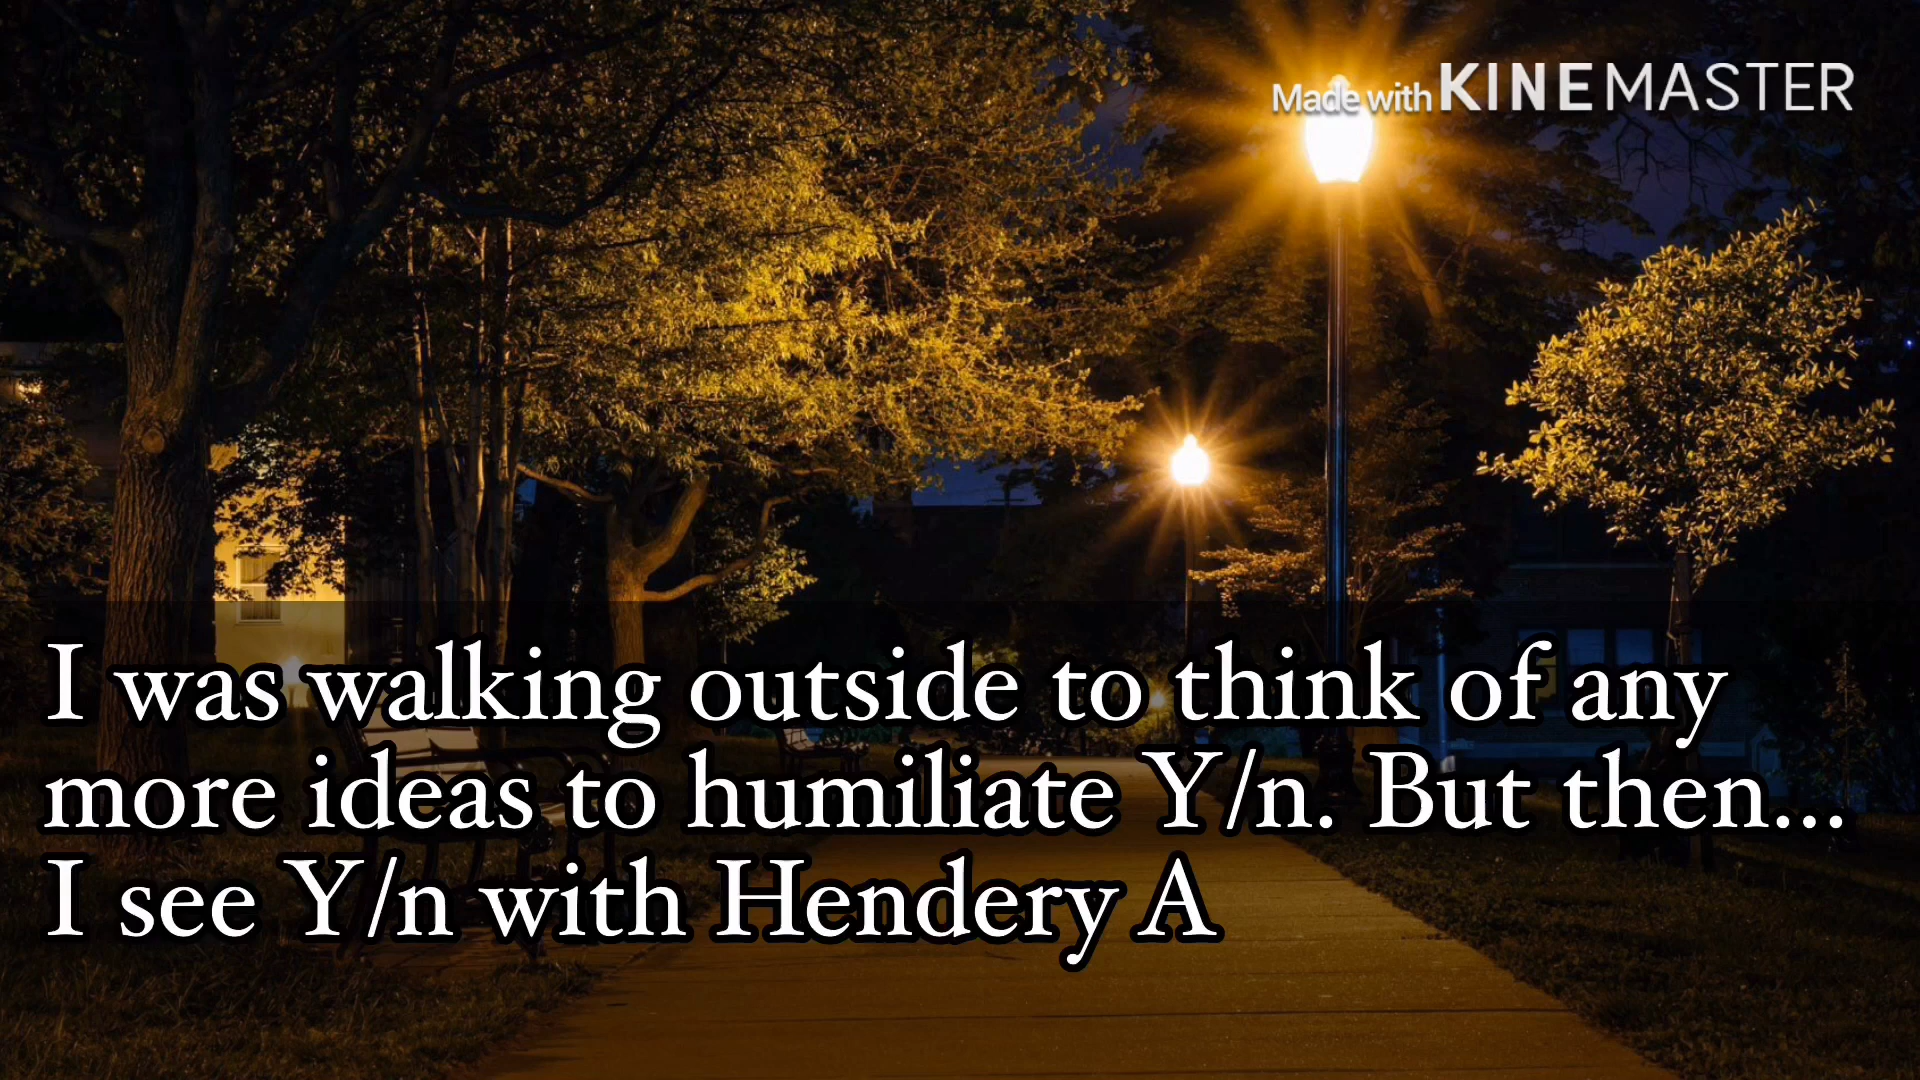 Made with KINEMASTER
I was walking outside to think of any
more ideas to humiliate Y/n. But then...
I see Y/n with Hendery A